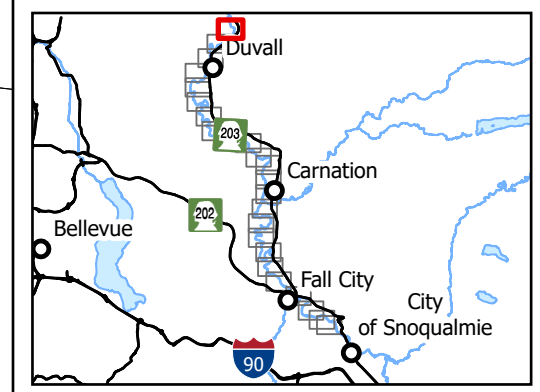 Duvall
203
Carnation
202
Bellevue
Fall City
City
of Snoqualmie
90